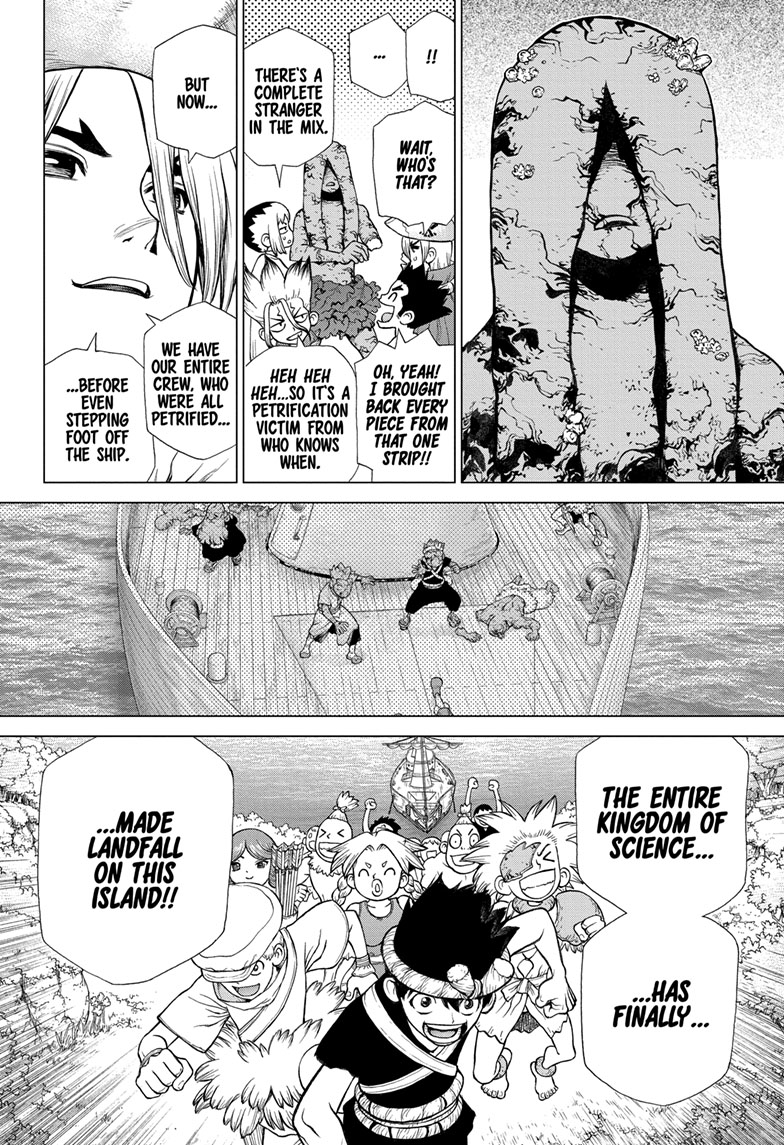 !!
...
WAIT,
WHO'S
THAT?
THERE'S A
COMPLETE
STRANGER
IN THE MIX.
OH, YEAH!
I BROUGHT
BACK EVERY
PIECE FROM
THAT ONE
STRIP!!
HEH HEH
HEH...SO IT'S A
PETRIFICATION
VICTIM FROM
WHO KNOWS
WHEN.
BUT
NOW...
WE HAVE
OUR ENTIRE
CREW, WHO
WERE ALL
PETRIFIED...
...BEFORE
EVEN
STEPPING
FOOT OFF
THE SHIP.
THE ENTIRE
KINGDOM OF
SCIENCE...
...HAS
FINALLY...
...MADE
LANDFALL
ON THIS
ISLAND!!